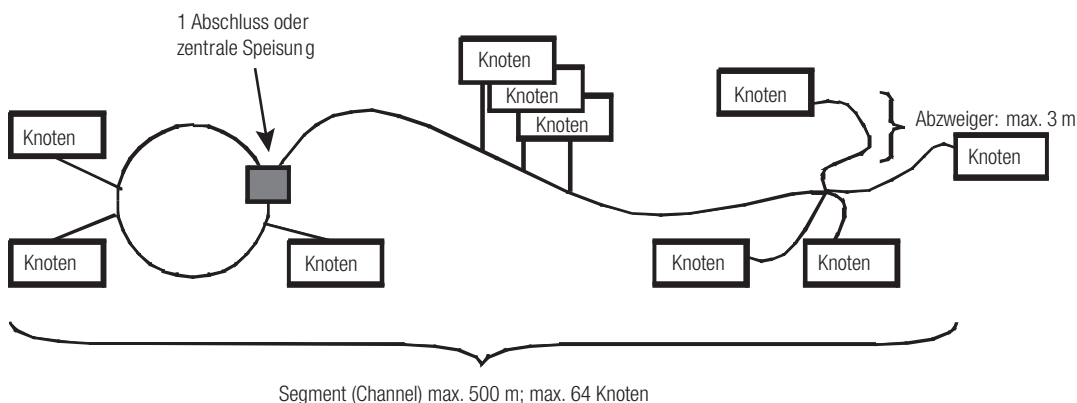 1 Abschluss oder
zentrale Speisung
Knoten
Knoten
Knoten
Knoten
Abzweiger: max. 3 m
Knoten
Knoten
Knoten
Knoten
Knoten
Knoten
Segment (Channel) max. 500 m; max. 64 Knoten